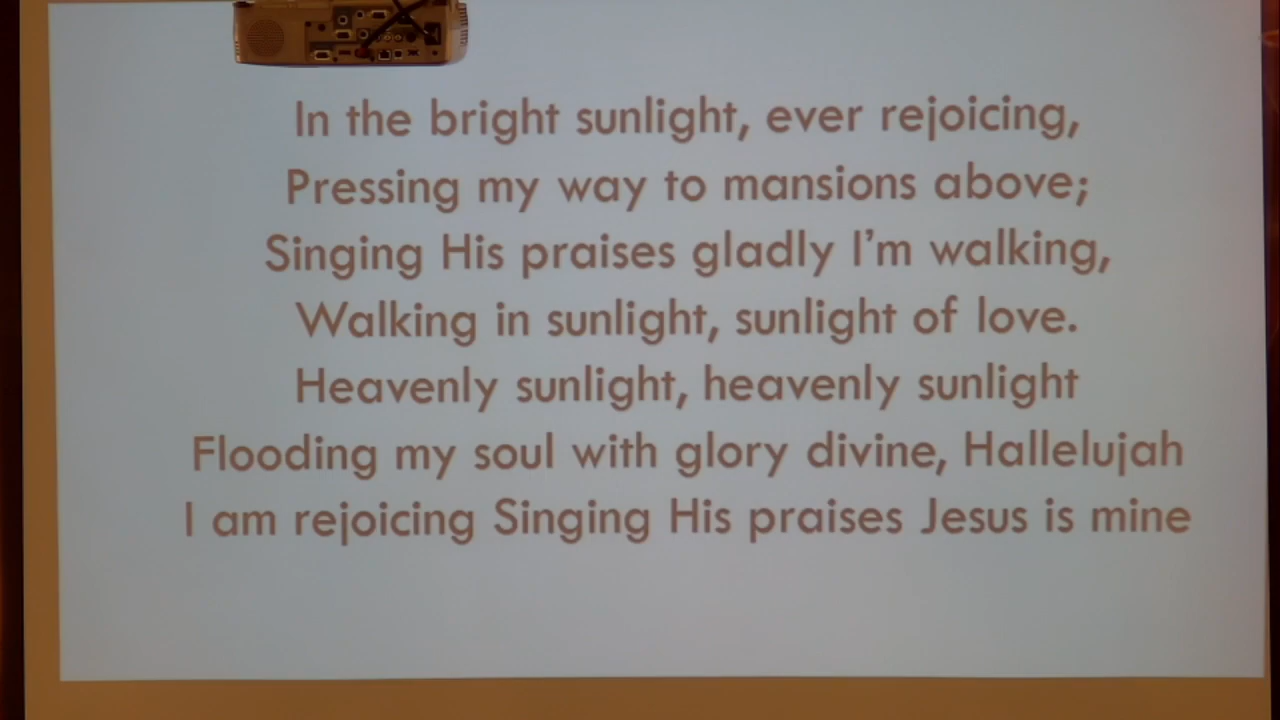 In the bright sunlight, ever rejoicing,
Pressing my way to mansions above;
Singing His praises gladly I'm walking,
Walking in sunlight, sunlight of love.
Heavenly sunlight, heavenly sunlight
Flooding my soul with glory divine, Hallelujah
I am rejoicing Singing His praises Jesus is mine